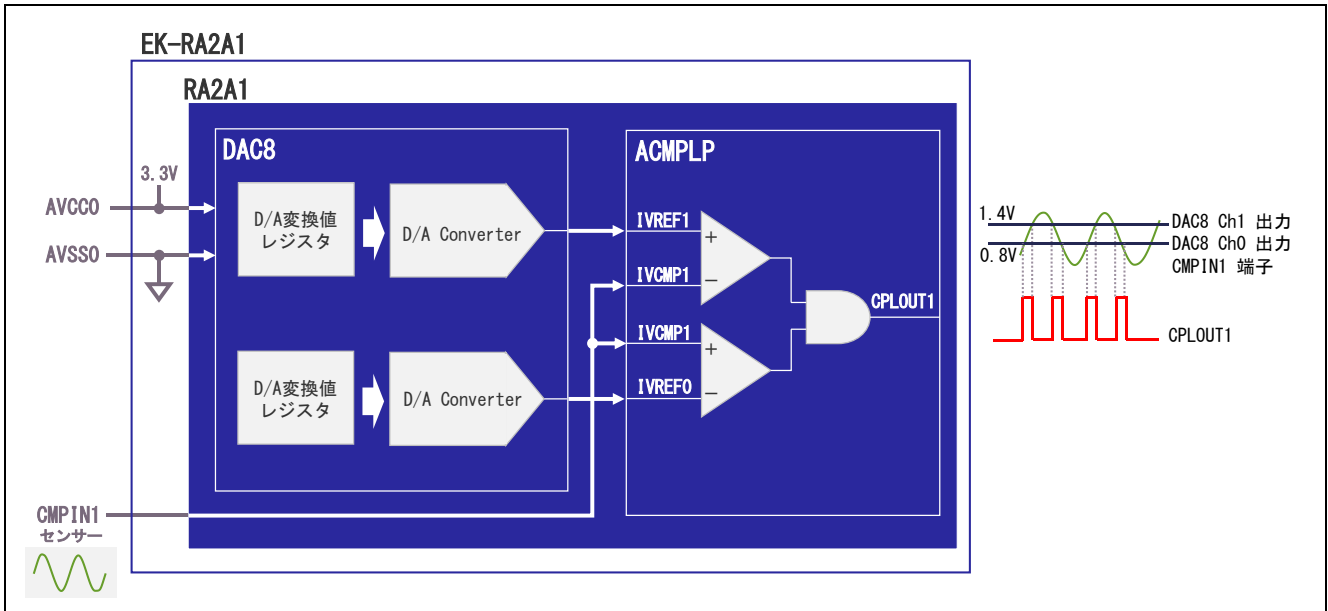 EK-RA2A1
RA2A1
DAC8
3.3V
AVCC0
AVSS0
D/A変換値
レジスタ
D/A Converter
D/A変換値
レジスタ
D/A Converter
CMPIN1
センサー
ACMPLP
IVREF1
+
IVCMP1
−
IVCMP1
+
IVREF0
−
CPLOUT1
1.4V
DAC8 Ch1 出力
DAC8 Ch0 出力
0.8V
CMPIN1 端子
CPLOUT1